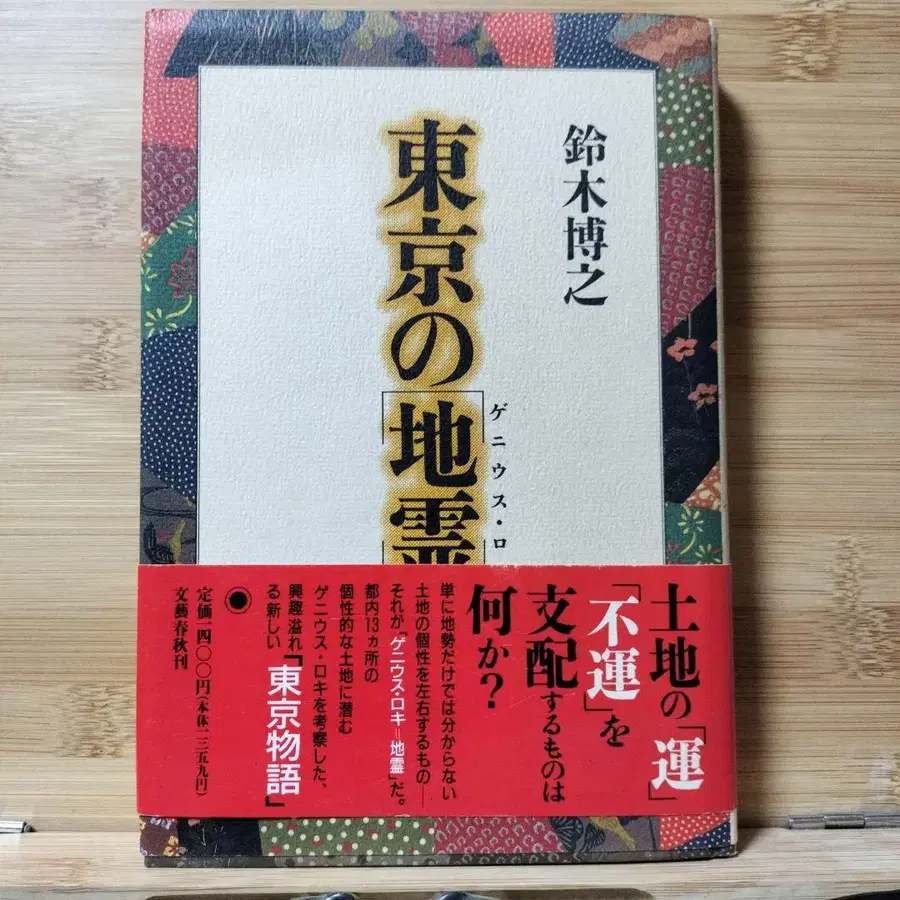 鈴木博之
東京の[地霊]
ゲニウス・ロ
土地の「運」
「不運」を
支配するものは
何か?
単に地勢だけでは分からない
土地の個性を左右するもの―
それが〝ゲニウス・ロキ=地霊〟だ。
都内13ヵ所の
個性的な土地に潜む
ゲニウス・ロキを考察した、
興趣溢れ
る新しい「東京物語」
定価一四〇〇円(本体一三五九円)
文藝春秋刊